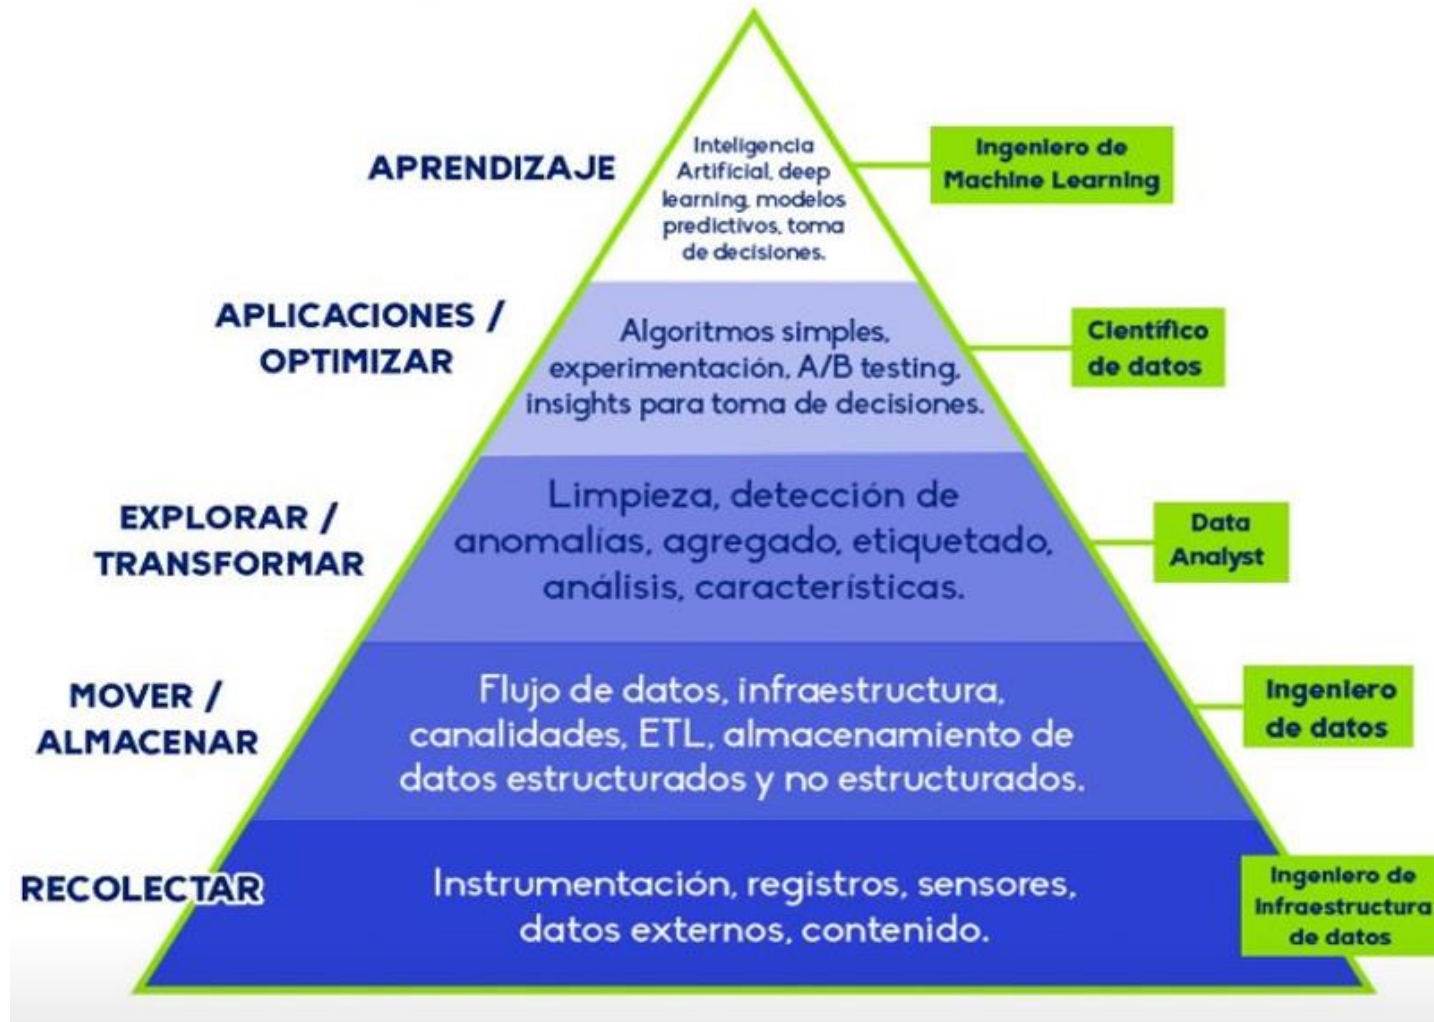 APRENDIZAJE
Inteligencia
Artificial, deep
learning, modelos
predictivos, toma
de decisiones.
Ingeniero de
Machine Learning
APLICACIONES /
OPTIMIZAR
Algoritmos simples,
experimentación, A/B testing,
insights para toma de decisiones.
Científico
de datos
EXPLORAR /
TRANSFORMAR
Limpieza, detección de
anomalías, agregado, etiquetado,
análisis, características.
Data
Analyst
MOVER /
ALMACENAR
Flujo de datos, infraestructura,
canalidades, ETL, almacenamiento de
datos estructurados y no estructurados.
Ingeniero
de datos
RECOLECTAR
Instrumentación, registros, sensores,
datos externos, contenido.
Ingeniero de
Infraestructura
de datos